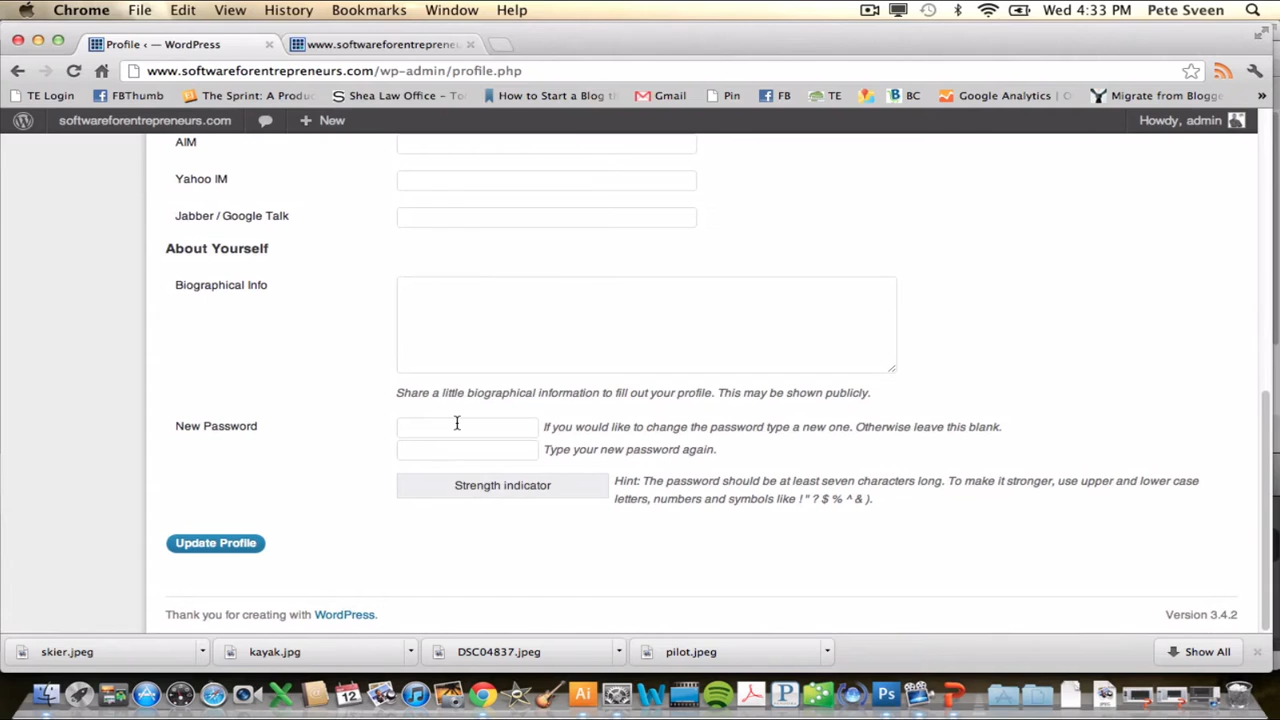 Chrome File Edit View History Bookmarks Window Help Wed 4:33 PM Pete Sveen
Profile ‹ — WordPress www.softwareforentrepreneu
www.softwareforentrepreneurs.com/wp-admin/profile.php
TE Login FBThumb The Sprint: A Produc Shea Law Office – To How to Start a Blog t Gmail Pin FB TE BC Google Analytics | O Migrate from Blogge »
softwareforentrepreneurs.com + New Howdy, admin
AIM
Yahoo IM
Jabber / Google Talk
About Yourself
Biographical Info
Share a little biographical information to fill out your profile. This may be shown publicly.
New Password If you would like to change the password type a new one. Otherwise leave this blank.
Type your new password again.
Strength indicator Hint: The password should be at least seven characters long. To make it stronger, use upper and lower case
letters, numbers and symbols like ! " ? $ % ^ & ).
Update Profile
Thank you for creating with WordPress. Version 3.4.2
skier.jpeg kayak.jpg DSC04837.jpeg pilot.jpeg Show All
12 Ai Ps